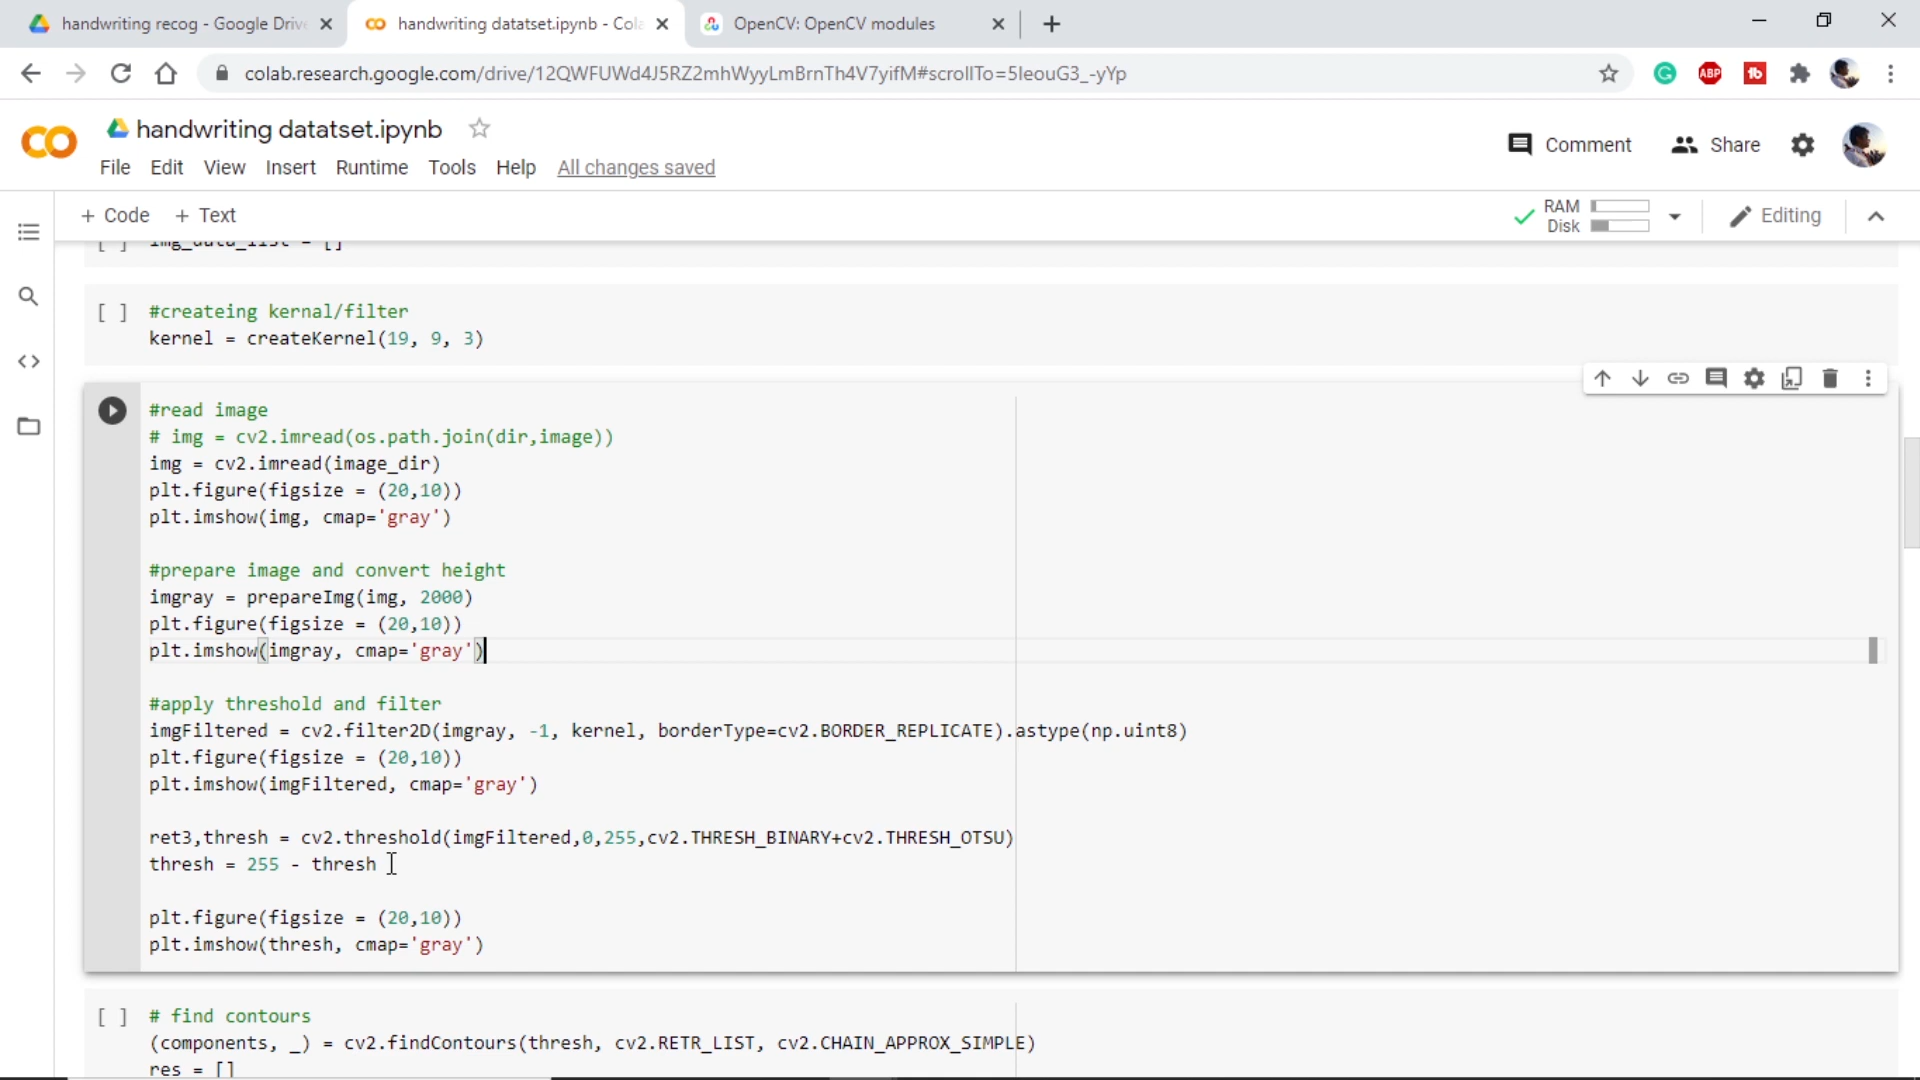 handwriting recog - Google Drive
handwriting datatset.ipynb - Cola
OpenCV: OpenCV modules
colab.research.google.com/drive/12QWFUWd4J5RZ2mhWyyLmBrnTh4V7yifM#scrollTo=5IeouG3_-yYp
ABP
handwriting datatset.ipynb
Comment
Share
File Edit View Insert Runtime Tools Help All changes saved
+ Code + Text
RAM
Disk
Editing
[ ] img_data_list = []
[ ] #createing kernal/filter
kernel = createKernel(19, 9, 3)
#read image
# img = cv2.imread(os.path.join(dir,image))
img = cv2.imread(image_dir)
plt.figure(figsize = (20,10))
plt.imshow(img, cmap='gray')
#prepare image and convert height
imgray = prepareImg(img, 2000)
plt.figure(figsize = (20,10))
plt.imshow(imgray, cmap='gray')
#apply threshold and filter
imgFiltered = cv2.filter2D(imgray, -1, kernel, borderType=cv2.BORDER_REPLICATE).astype(np.uint8)
plt.figure(figsize = (20,10))
plt.imshow(imgFiltered, cmap='gray')
ret3,thresh = cv2.threshold(imgFiltered,0,255,cv2.THRESH_BINARY+cv2.THRESH_OTSU)
thresh = 255 - thresh
plt.figure(figsize = (20,10))
plt.imshow(thresh, cmap='gray')
[ ] # find contours
(components, _) = cv2.findContours(thresh, cv2.RETR_LIST, cv2.CHAIN_APPROX_SIMPLE)
res = []